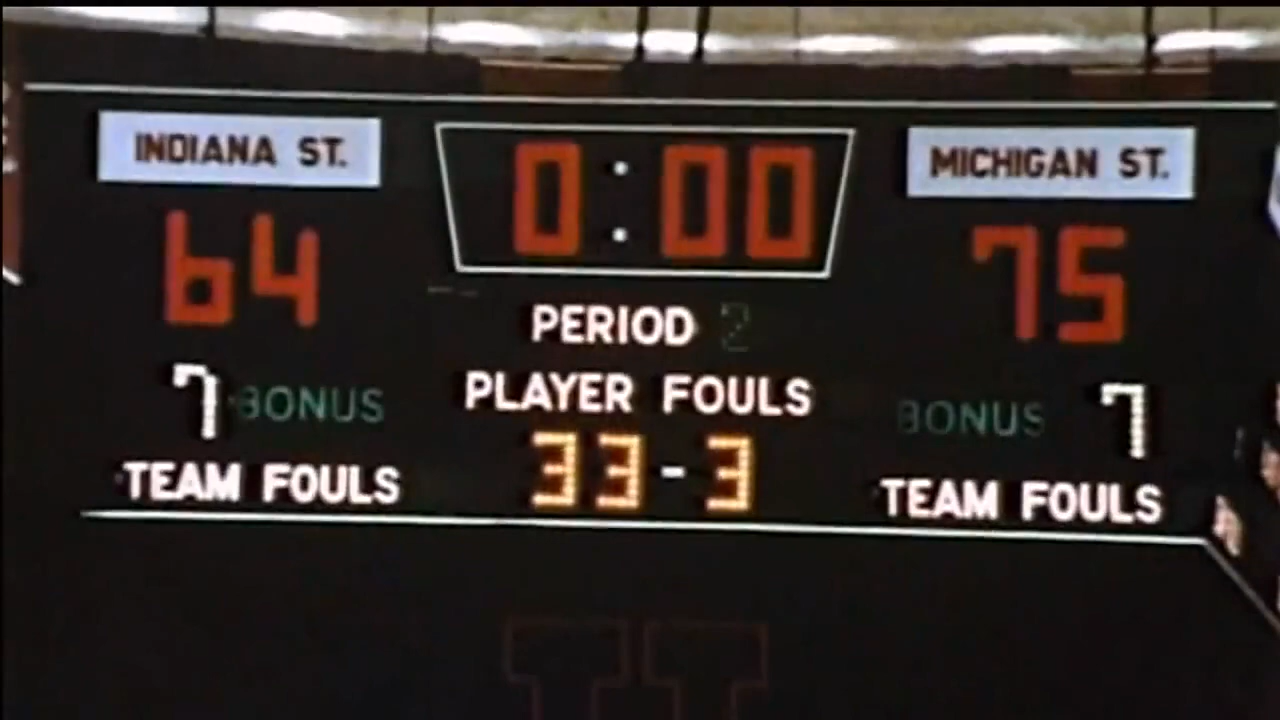 INDIANA ST.
0:00
MICHIGAN ST.
64
75
PERIOD 2
7 BONUS
PLAYER FOULS
BONUS 7
TEAM FOULS
33-3
TEAM FOULS